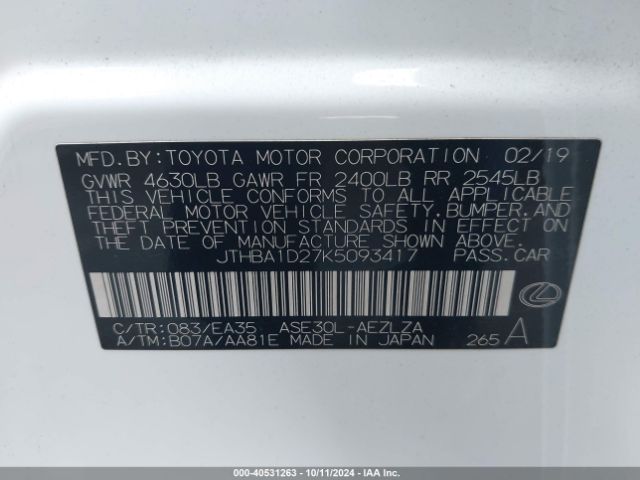 MFD. BY: TOYOTA MOTOR CORPORATION 02/19
GVWR 4630LB GAWR FR 2400LB RR 2545LB
THIS VEHICLE CONFORMS TO ALL APPLICABLE
FEDERAL MOTOR VEHICLE SAFETY, BUMPER, AND
THEFT PREVENTION STANDARDS IN EFFECT ON
THE DATE OF MANUFACTURE SHOWN ABOVE.
JTHBA1D27K5093417 PASS. CAR
C/TR: 083/EA35 ASE30L-AEZLZA
A/TM: B07A/AA81E MADE IN JAPAN 265 A
000-40531263 - 10/11/2024 - IAAI.COM